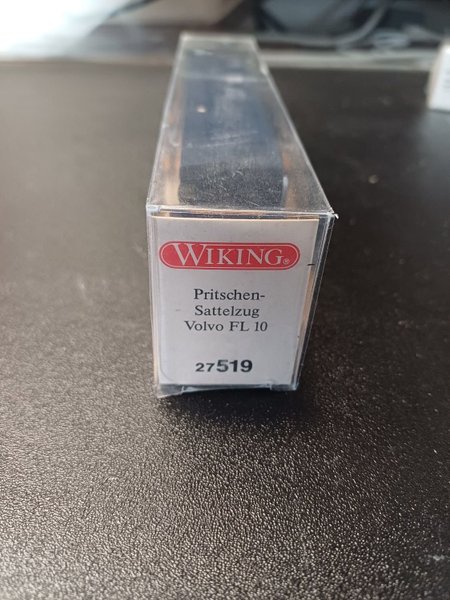 WIKING®
Pritschen-
Sattelzug
Volvo FL 10
27519